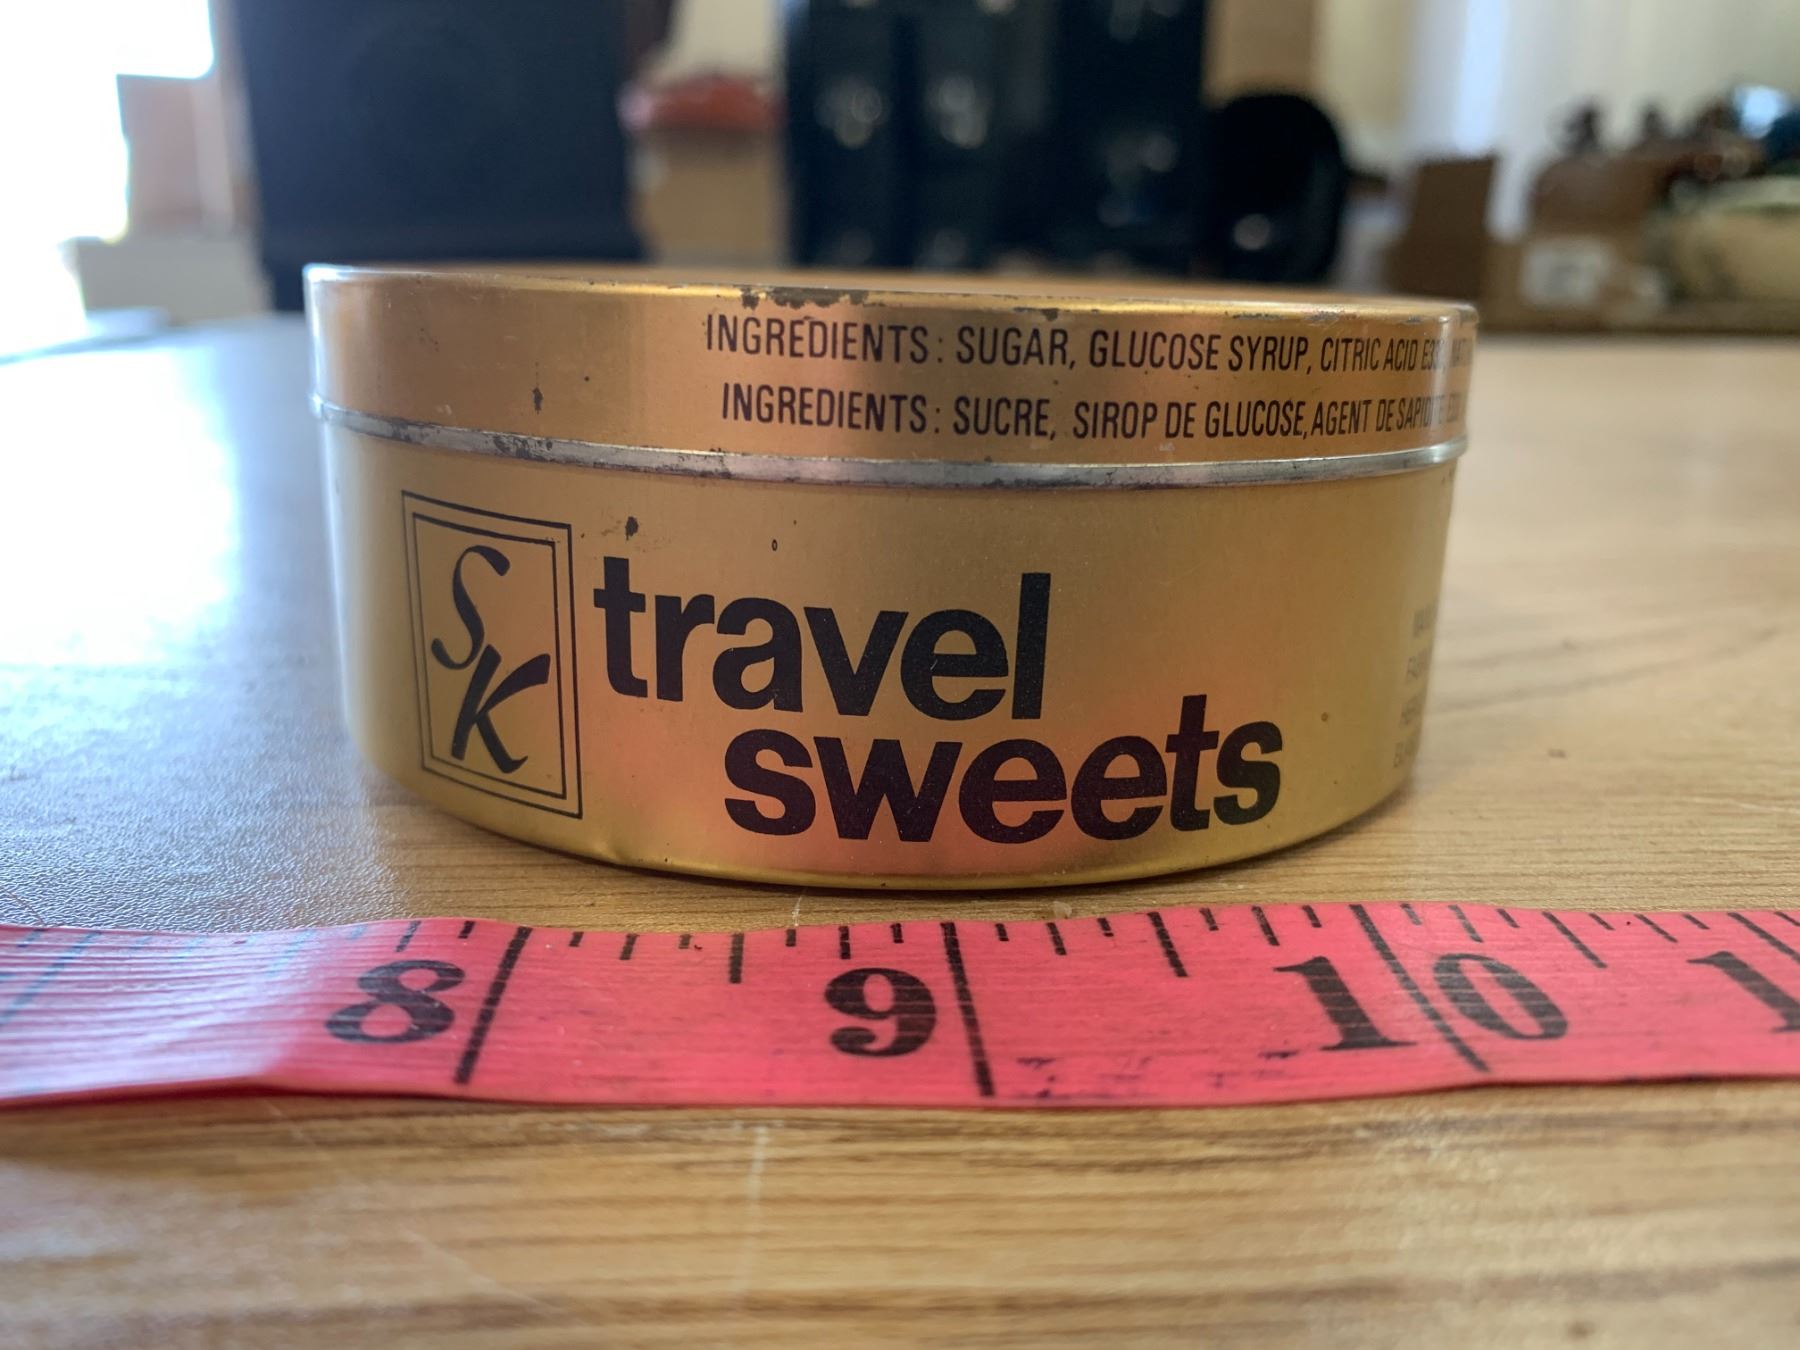 INGREDIENTS: SUGAR, GLUCOSE SYRUP, CITRIC ACID
INGREDIENTS: SUCRE, SIROP DE GLUCOSE, AGENT DE
SK
travel
sweets
8 9 10